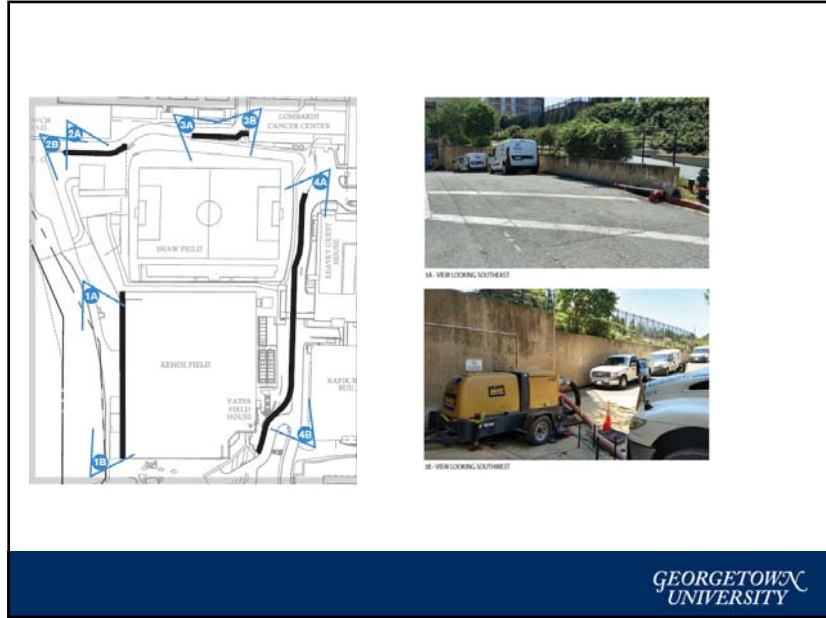 2A
2B
3A
3B
LOMBARDI
CANCER CENTER
4A
SHAW FEILD
LEAVEY GUEST
HOUSE
1A
KEHOE FIELD
YATES
FIELD
HOUSE
4B
1B
3A - VIEW LOOKING SOUTHEAST
3B - VIEW LOOKING SOUTHWEST
GEORGETOWN
UNIVERSITY